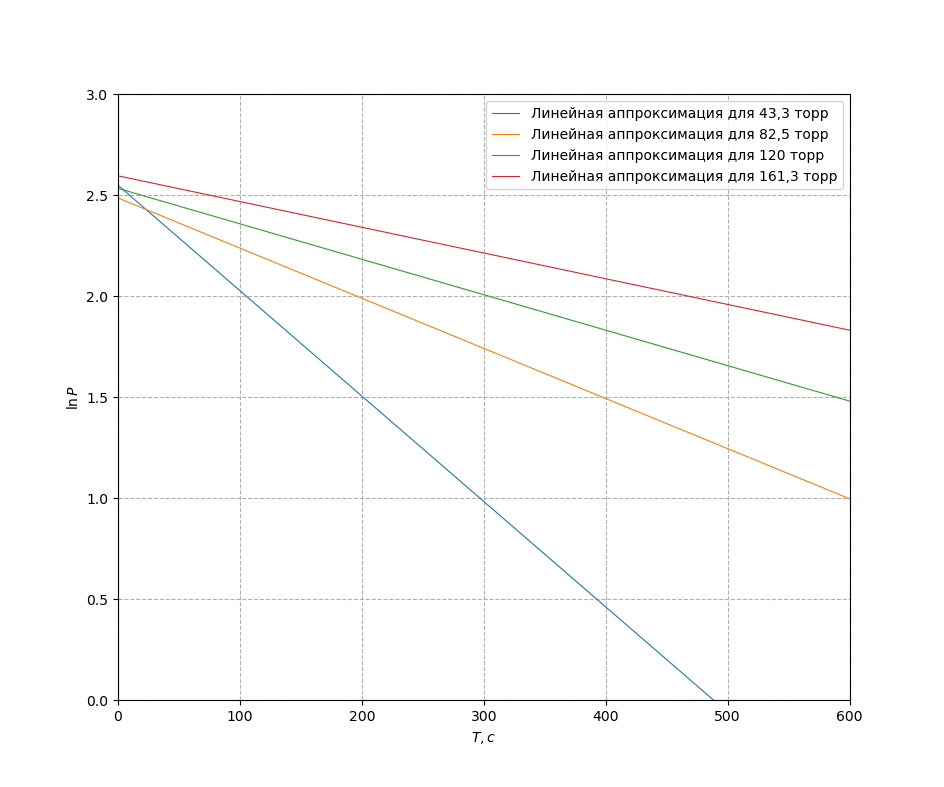 3.0
2.5
2.0
1.5
1.0
0.5
0.0
ln P
Линейная аппроксимация для 43,3 торр
Линейная аппроксимация для 82,5 торр
Линейная аппроксимация для 120 торр
Линейная аппроксимация для 161,3 торр
0 100 200 300 400 500 600
T, c